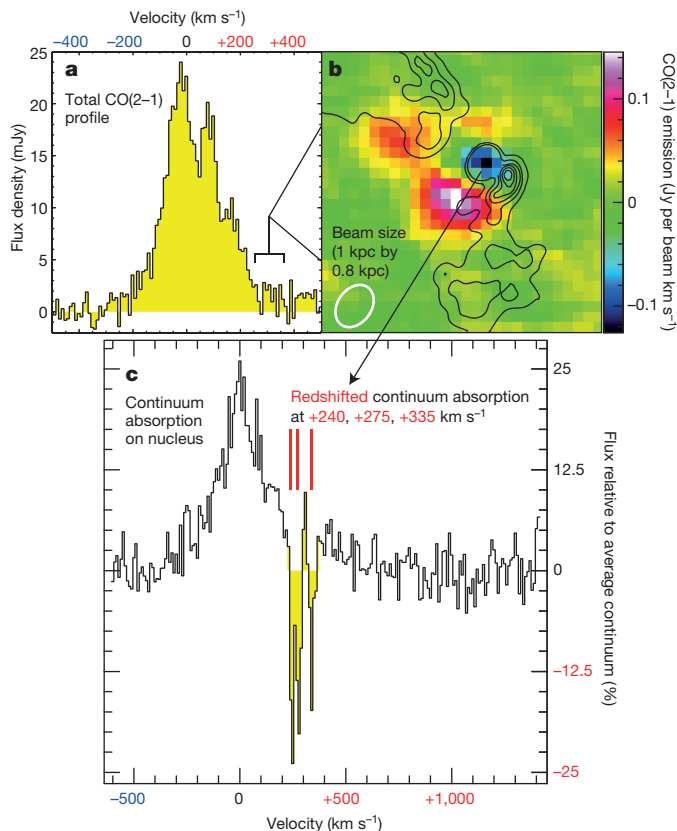 Velocity (km s⁻¹)
−400 −200 0 +200 +400
a
Total CO(2–1)
profile
25
20
15
10
5
0
Flux density (mJy)
b
Beam size
(1 kpc by
0.8 kpc)
0.1
0
−0.1
CO(2–1) emission (Jy per beam km s⁻¹)
c
Continuum
absorption
on nucleus
Redshifted continuum absorption
at +240, +275, +335 km s⁻¹
25
12.5
0
−12.5
−25
Flux relative to average continuum (%)
−500 0 +500 +1,000
Velocity (km s⁻¹)